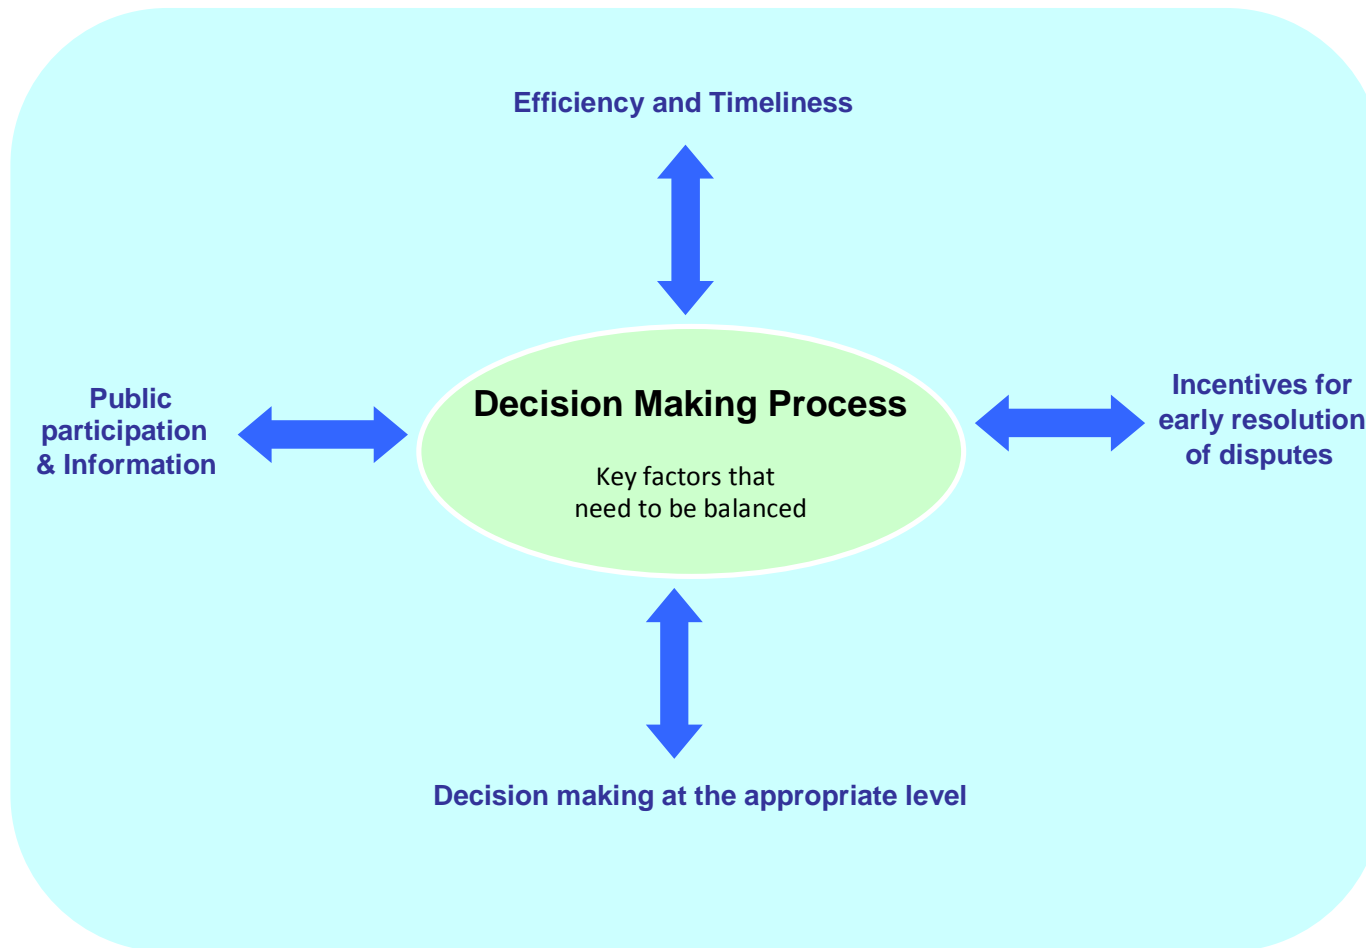 Efficiency and Timeliness
Public
participation
& Information
Decision Making Process
Key factors that
need to be balanced
Incentives for
early resolution
of disputes
Decision making at the appropriate level